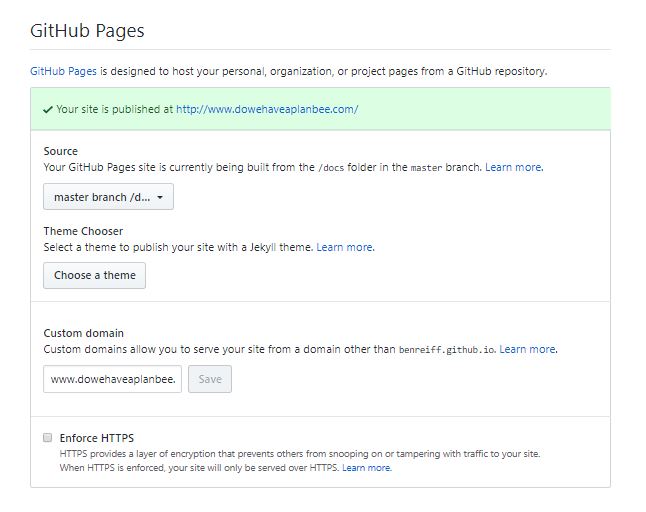 GitHub Pages
GitHub Pages is designed to host your personal, organization, or project pages from a GitHub repository.
Your site is published at http://www.dowehaveaplanbee.com/
Source
Your GitHub Pages site is currently being built from the /docs folder in the master branch. Learn more.
master branch /d...
Theme Chooser
Select a theme to publish your site with a Jekyll theme. Learn more.
Choose a theme
Custom domain
Custom domains allow you to serve your site from a domain other than benreiff.github.io. Learn more.
www.dowehaveaplanbee. Save
Enforce HTTPS
HTTPS provides a layer of encryption that prevents others from snooping on or tampering with traffic to your site.
When HTTPS is enforced, your site will only be served over HTTPS. Learn more.